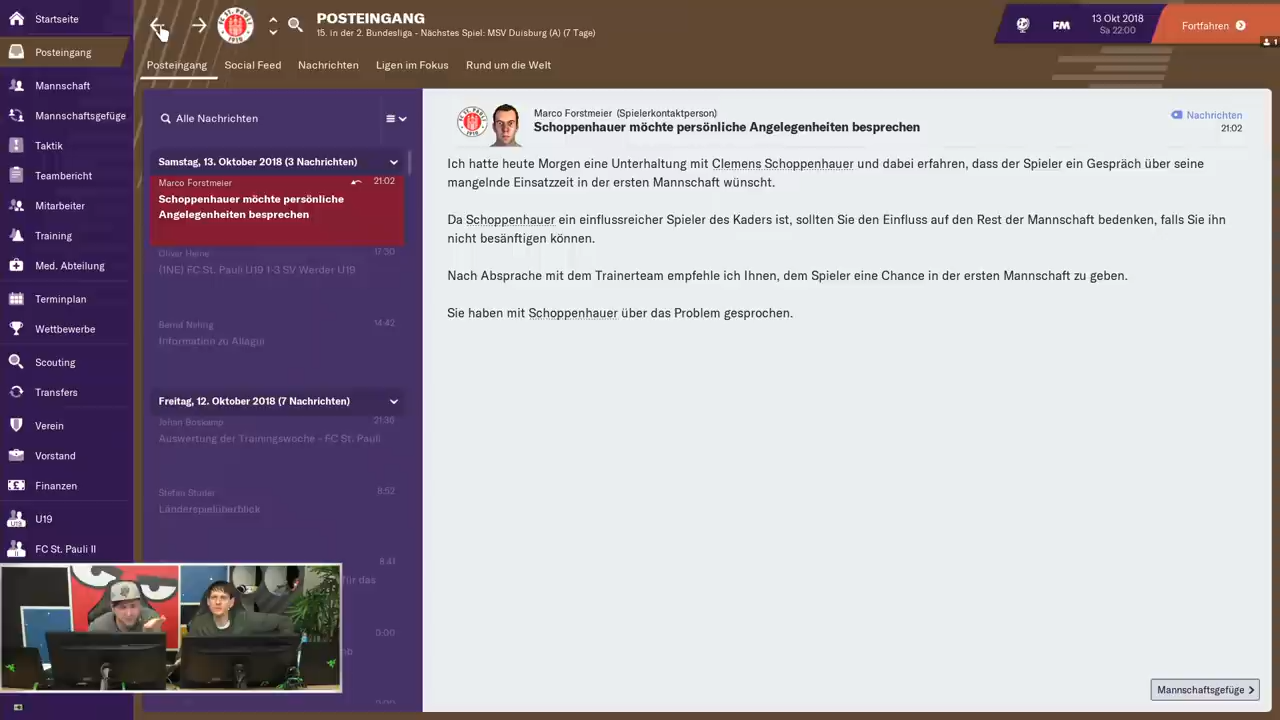 Startseite
Posteingang
Mannschaft
Mannschaftsgefüge
Taktik
Teambericht
Mitarbeiter
Training
Med. Abteilung
Terminplan
Wettbewerbe
Scouting
Transfers
Verein
Vorstand
Finanzen
U19
FC St. Pauli II
POSTEINGANG
15. in der 2. Bundesliga - Nächstes Spiel: MSV Duisburg (A) (7 Tage)
FM
13 Okt 2018
Sa 22:00
Fortfahren
1
Posteingang Social Feed Nachrichten Ligen im Fokus Rund um die Welt
Alle Nachrichten
Samstag, 13. Oktober 2018 (3 Nachrichten)
Marco Forstmeier 21:02
Schoppenhauer möchte persönliche
Angelegenheiten besprechen
Oliver Heine 17:30
(1NE) FC St. Pauli U19 1-3 SV Werder U19
Bernd Nehrig 14:42
Information zu Allagui
Freitag, 12. Oktober 2018 (7 Nachrichten)
Johan Boskamp 21:36
Auswertung der Trainingswoche - FC St. Pauli
Stefan Studer 8:52
Länderspielüberblick
8:41
für das
0:00
Marco Forstmeier (Spielerkontaktperson)
Schoppenhauer möchte persönliche Angelegenheiten besprechen
Nachrichten
21:02
Ich hatte heute Morgen eine Unterhaltung mit Clemens Schoppenhauer und dabei erfahren, dass der Spieler ein Gespräch über seine
mangelnde Einsatzzeit in der ersten Mannschaft wünscht.
Da Schoppenhauer ein einflussreicher Spieler des Kaders ist, sollten Sie den Einfluss auf den Rest der Mannschaft bedenken, falls Sie ihn
nicht besänftigen können.
Nach Absprache mit dem Trainerteam empfehle ich Ihnen, dem Spieler eine Chance in der ersten Mannschaft zu geben.
Sie haben mit Schoppenhauer über das Problem gesprochen.
Mannschaftsgefüge